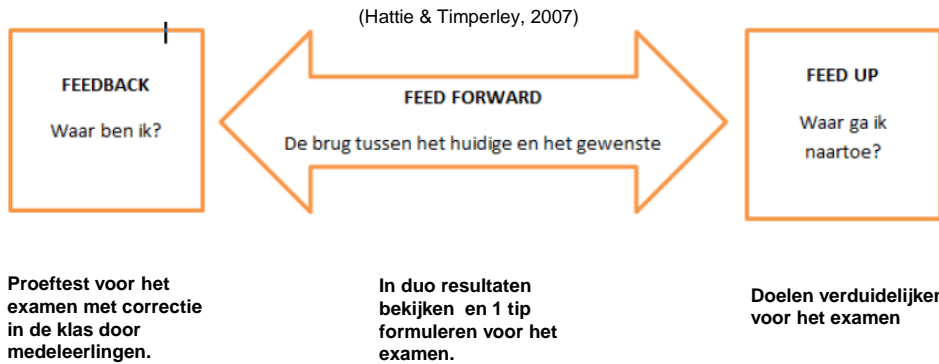 (Hattie & Timperley, 2007)
FEEDBACK
Waar ben ik?
FEED FORWARD
De brug tussen het huidige en het gewenste
FEED UP
Waar ga ik
naartoe?
Proeftest voor het
examen met correctie
in de klas door
medeleerlingen.
In duo resultaten
bekijken en 1 tip
formuleren voor het
examen.
Doelen verduidelijken
voor het examen